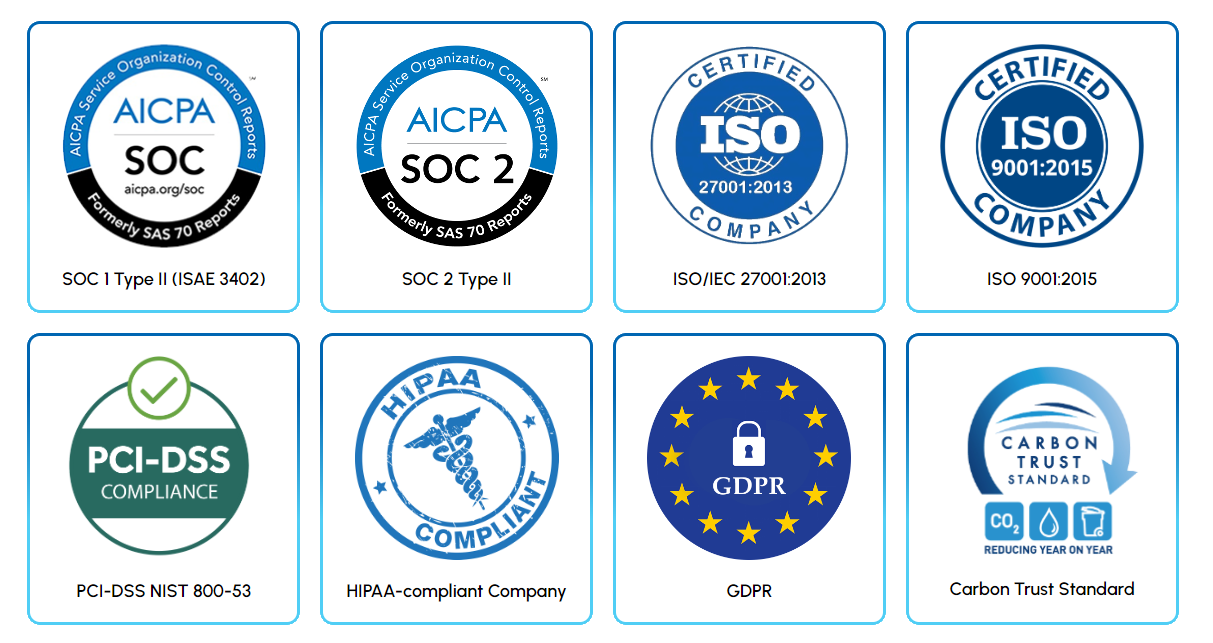 AICPA Service Organization Control Reports
SM
AICPA
SOC
aicpa.org/soc
Formerly SAS 70 Reports
SOC 1 Type II (ISAE 3402)
AICPA Service Organization Control Reports
SM
AICPA
SOC 2
Formerly SAS 70 Reports
SOC 2 Type II
CERTIFIED
ISO
27001:2013
COMPANY
ISO/IEC 27001:2013
CERTIFIED
ISO
9001:2015
COMPANY
ISO 9001:2015
PCI-DSS
COMPLIANCE
PCI-DSS NIST 800-53
HIPAA
COMPLIANT
HIPAA-compliant Company
GDPR
GDPR
CARBON
TRUST
STANDARD
CO2
REDUCING YEAR ON YEAR
Carbon Trust Standard